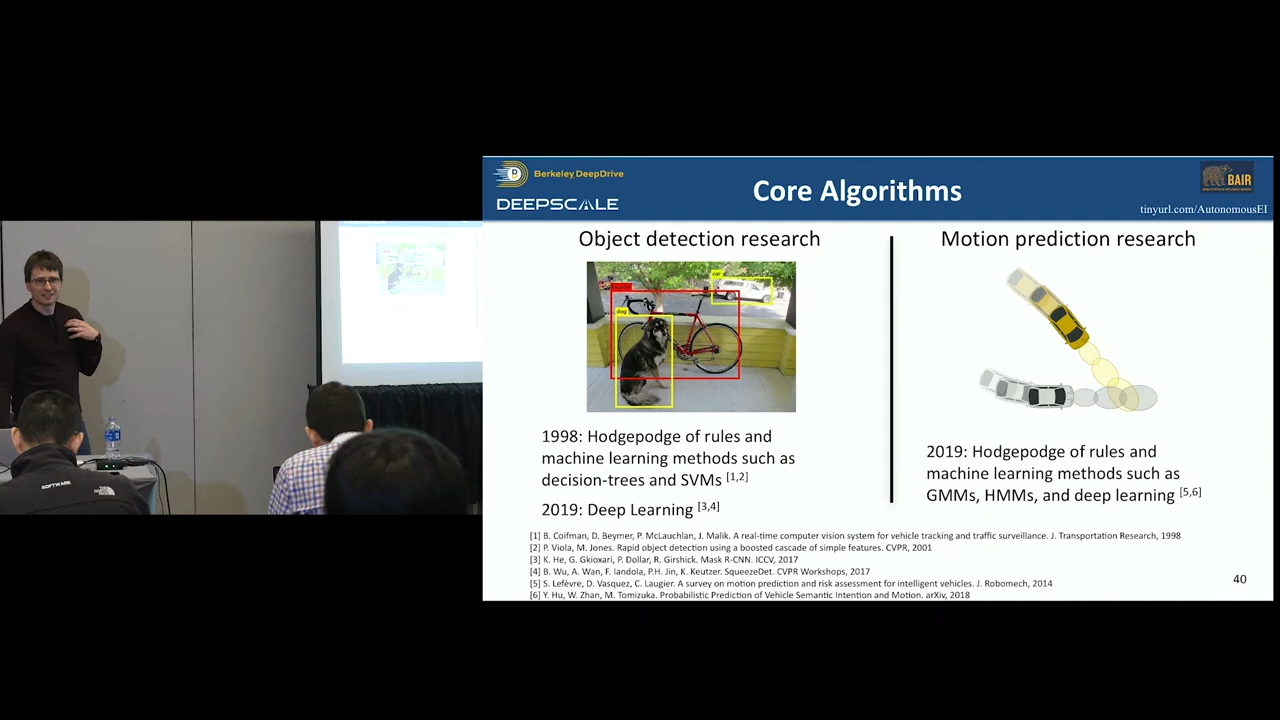 Berkeley DeepDrive
DEEPSCALE
Core Algorithms
BAIR
tinyurl.com/AutonomousEI
Object detection research
Motion prediction research
car
dog
1998: Hodgepodge of rules and
machine learning methods such as
decision-trees and SVMs [1,2]
2019: Deep Learning [3,4]
2019: Hodgepodge of rules and
machine learning methods such as
GMMs, HMMs, and deep learning [5,6]
[1] B. Coifman, D. Beymer, P. McLauchlan, J. Malik. A real-time computer vision system for vehicle tracking and traffic surveillance. J. Transportation Research, 1998
[2] P. Viola, M. Jones. Rapid object detection using a boosted cascade of simple features. CVPR, 2001
[3] K. He, G. Gkioxari, P. Dollar, R. Girshick. Mask R-CNN. ICCV, 2017
[4] B. Wu, A. Wan, F. Iandola, P.H. Jin, K. Keutzer. SqueezeDet. CVPR Workshops, 2017
[5] S. Lefèvre, D. Vasquez, C. Laugier. A survey on motion prediction and risk assessment for intelligent vehicles. J. Robomech, 2014
[6] Y. Hu, W. Zhan, M. Tomizuka. Probabilistic Prediction of Vehicle Semantic Intention and Motion. arXiv, 2018
40
SOFTWARE